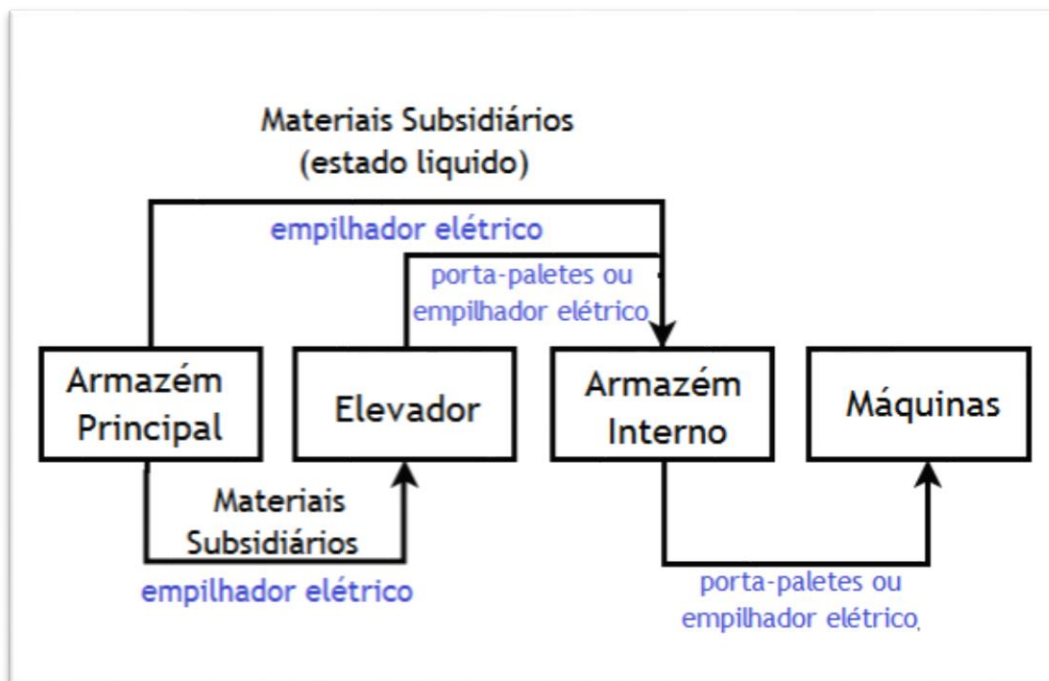 Materiais Subsidiários
(estado liquido)
empilhador elétrico
porta-paletes ou
empilhador elétrico
Armazém
Principal
Elevador
Armazém
Interno
Máquinas
Materiais
Subsidiários
empilhador elétrico
porta-paletes ou
empilhador elétrico